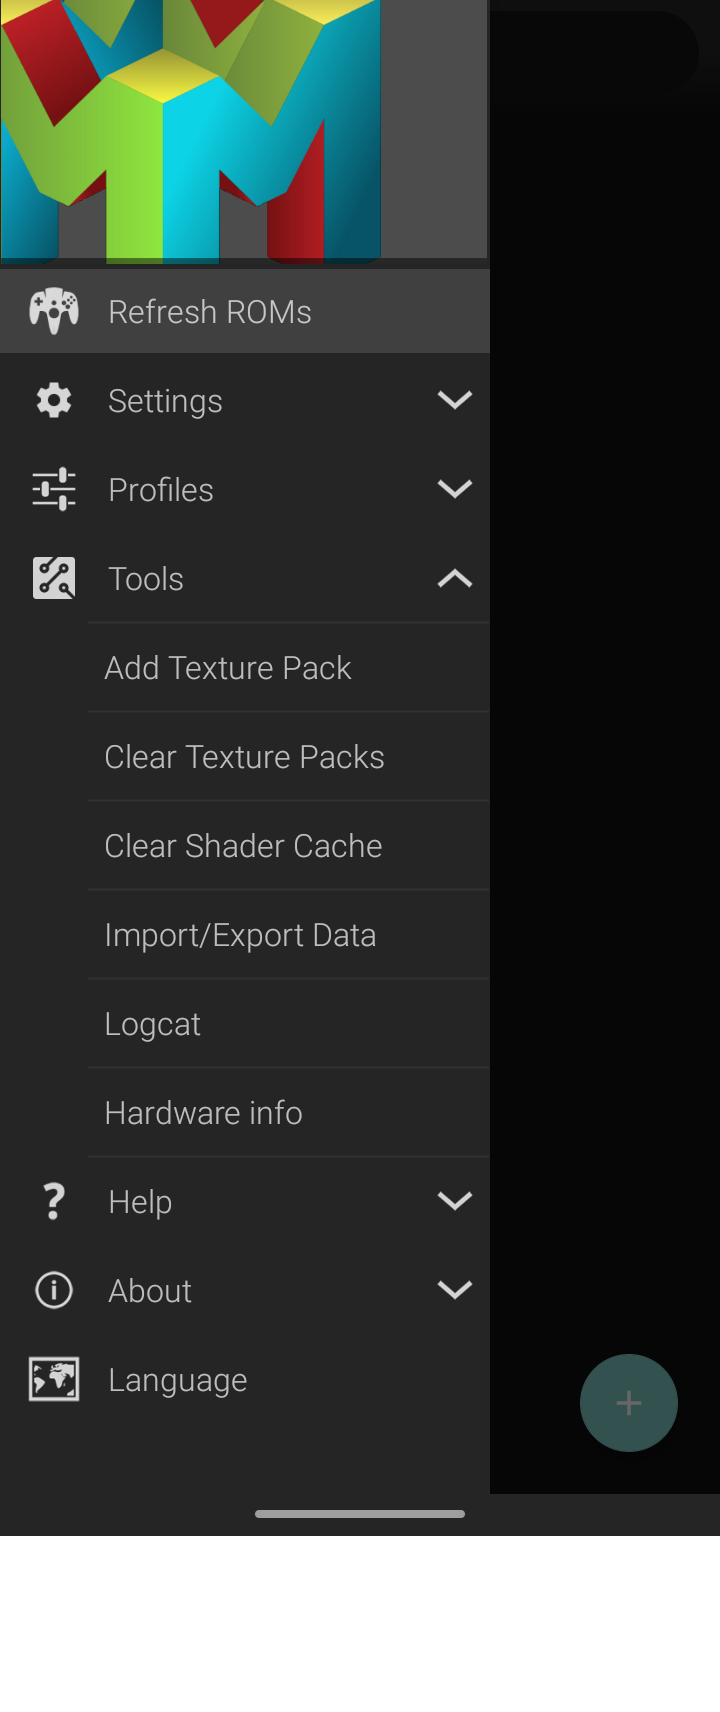 Refresh ROMs
Settings
Profiles
Tools
Add Texture Pack
Clear Texture Packs
Clear Shader Cache
Import/Export Data
Logcat
Hardware info
Help
About
Language